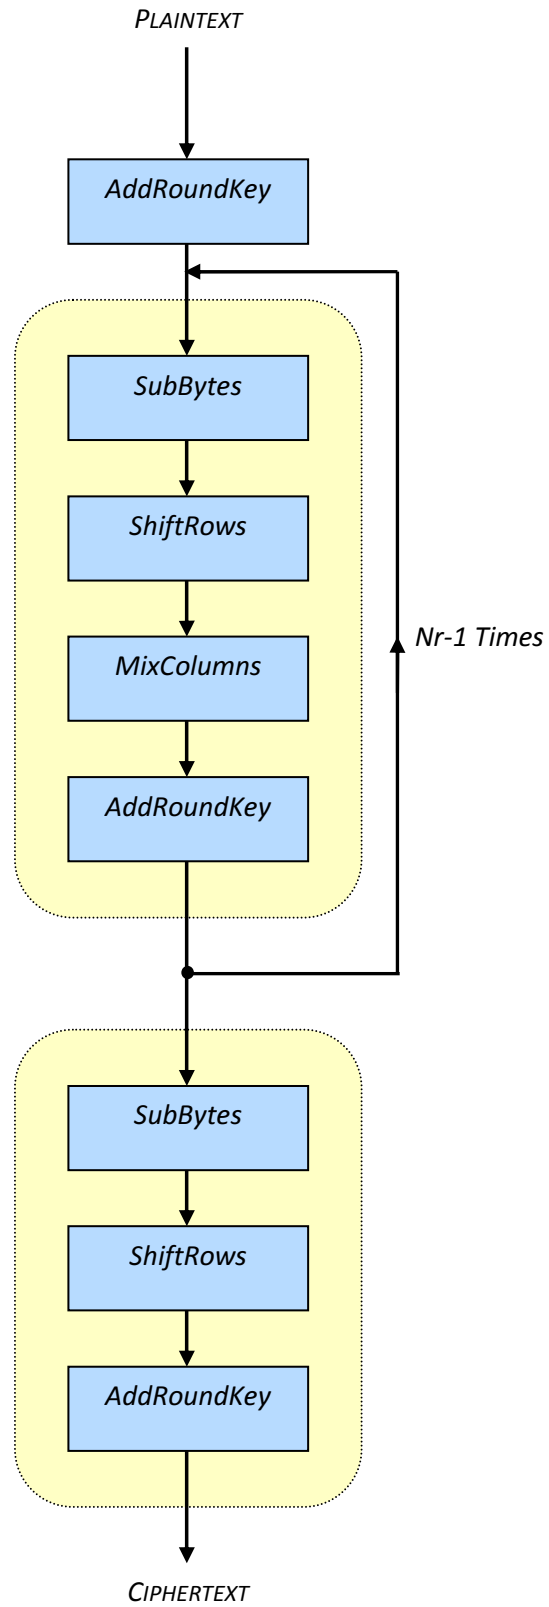 PLAINTEXT
AddRoundKey
SubBytes
ShiftRows
MixColumns
Nr-1 Times
AddRoundKey
SubBytes
ShiftRows
AddRoundKey
CIPHERTEXT